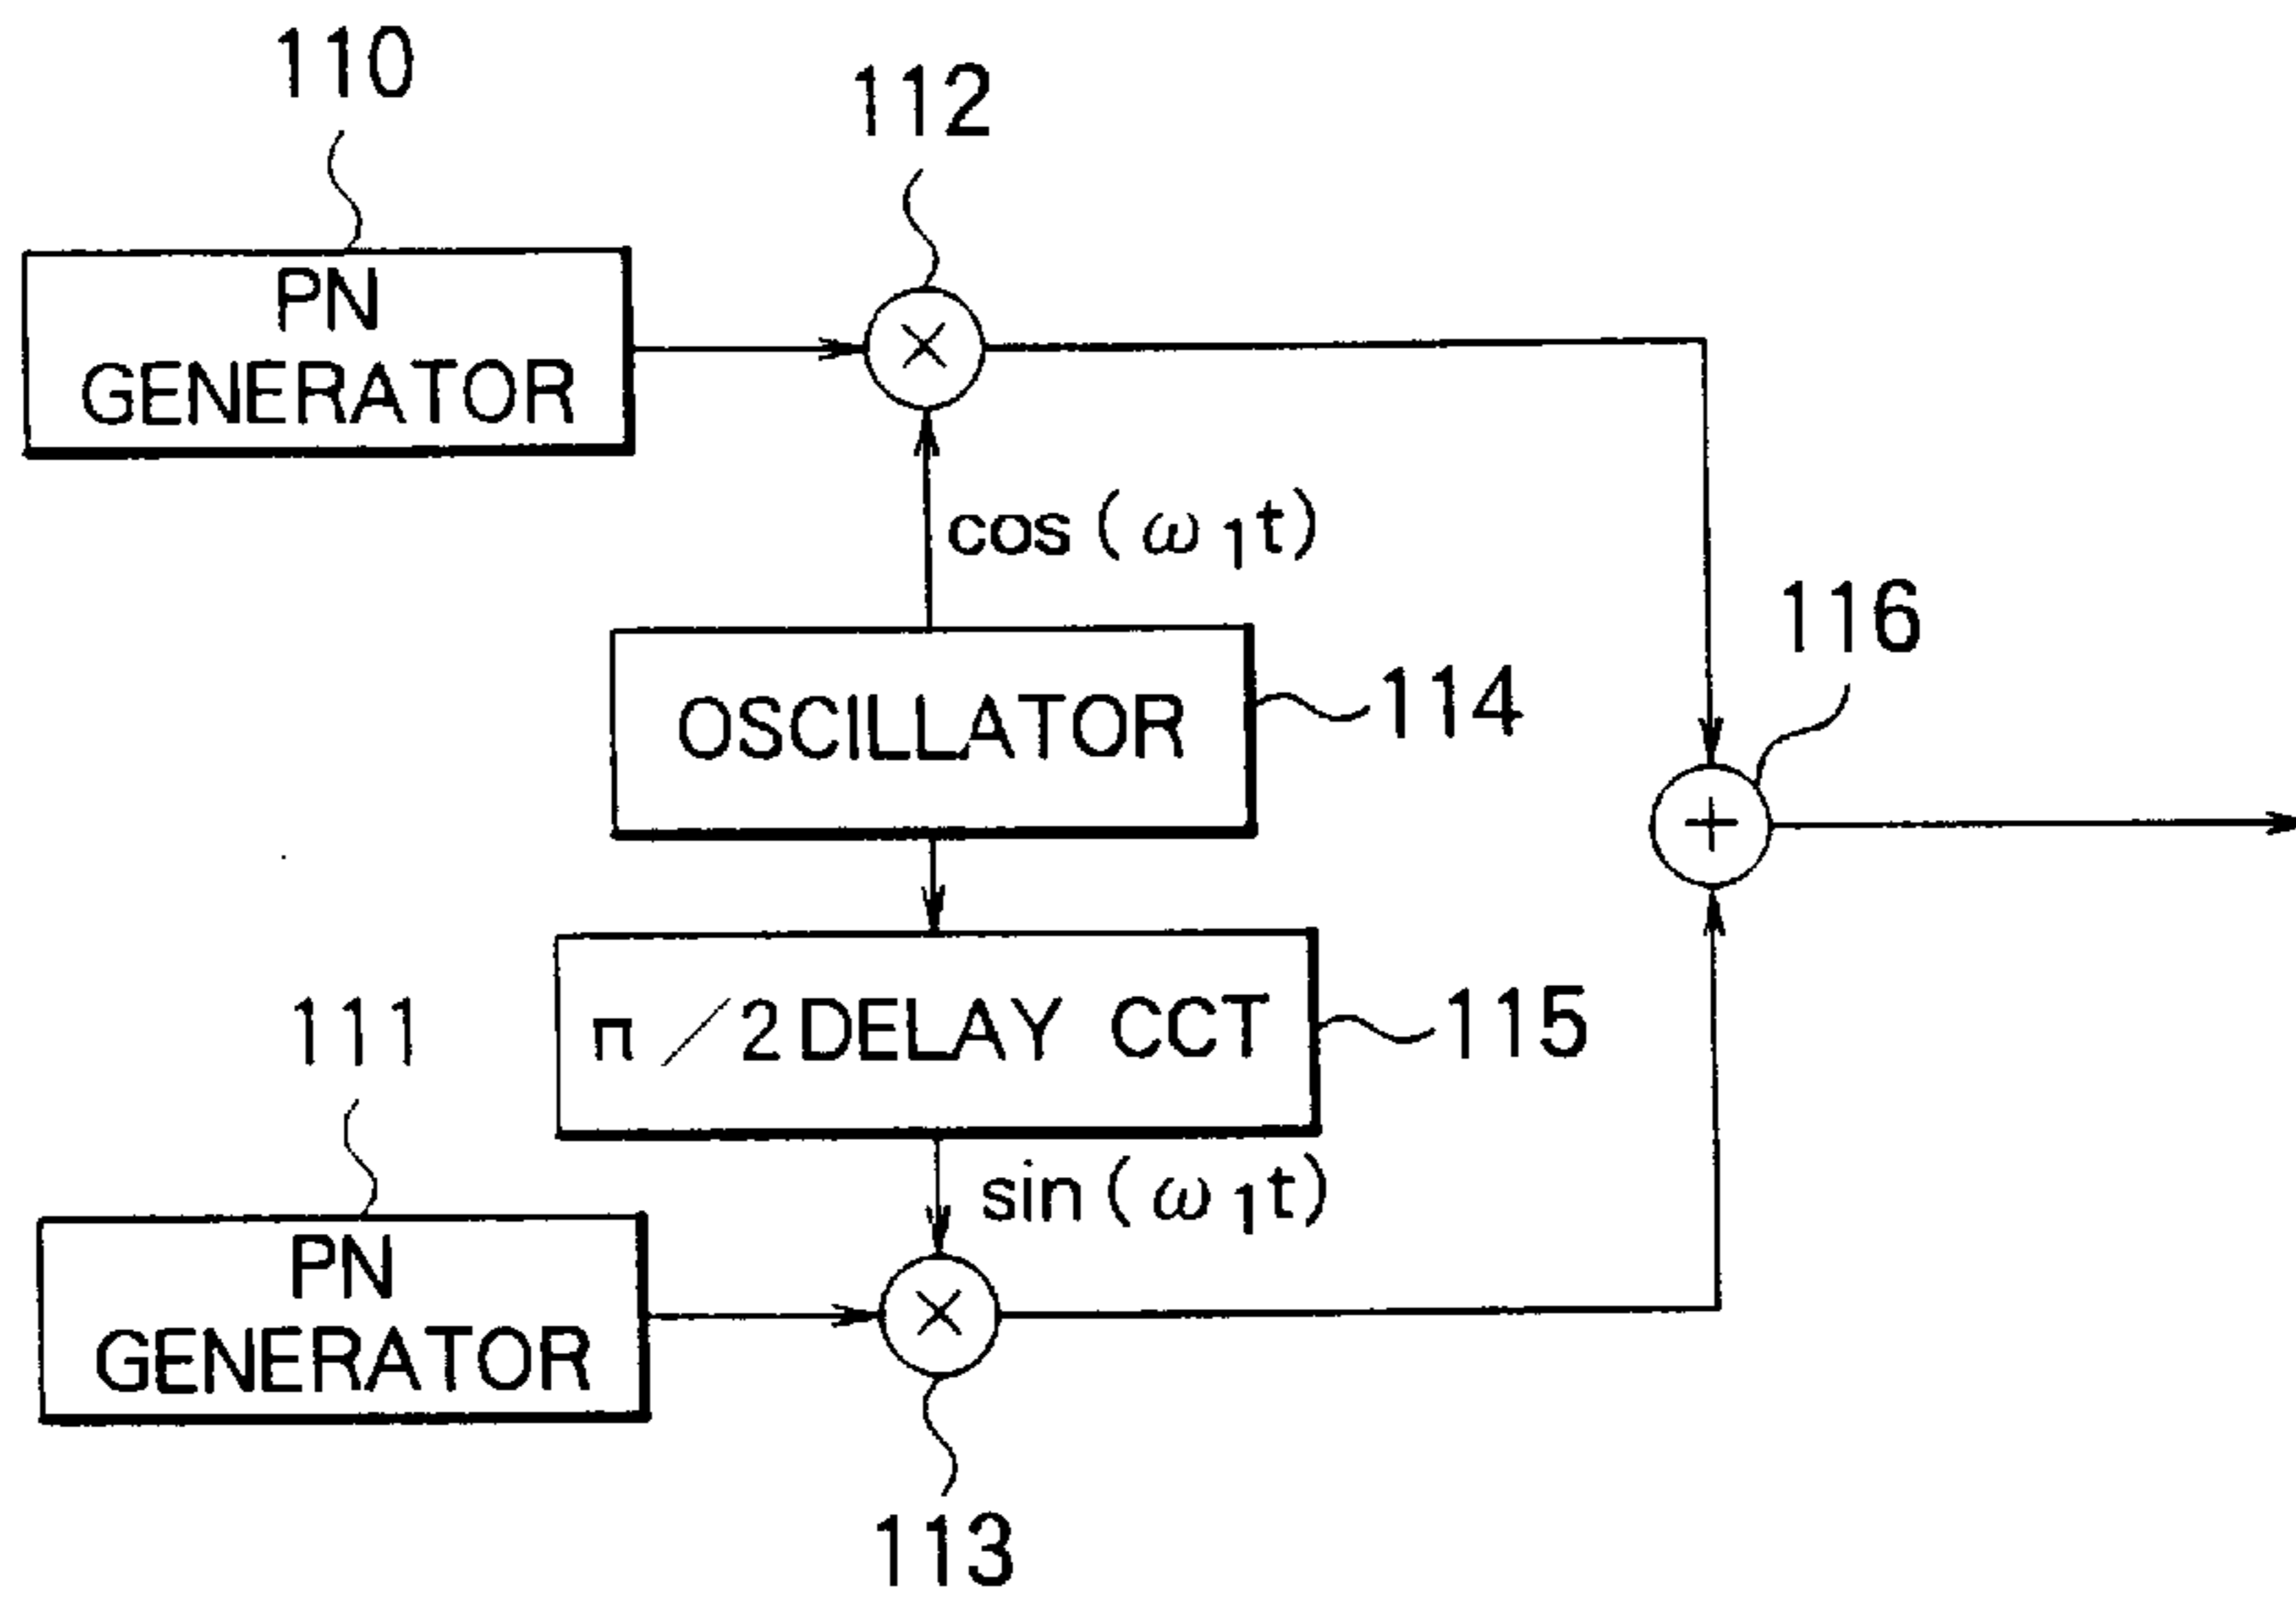 110
112
PN
GENERATOR
×
cos(ω1t)
116
OSCILLATOR
114
+
π/2 DELAY CCT
115
111
sin(ω1t)
PN
GENERATOR
×
113